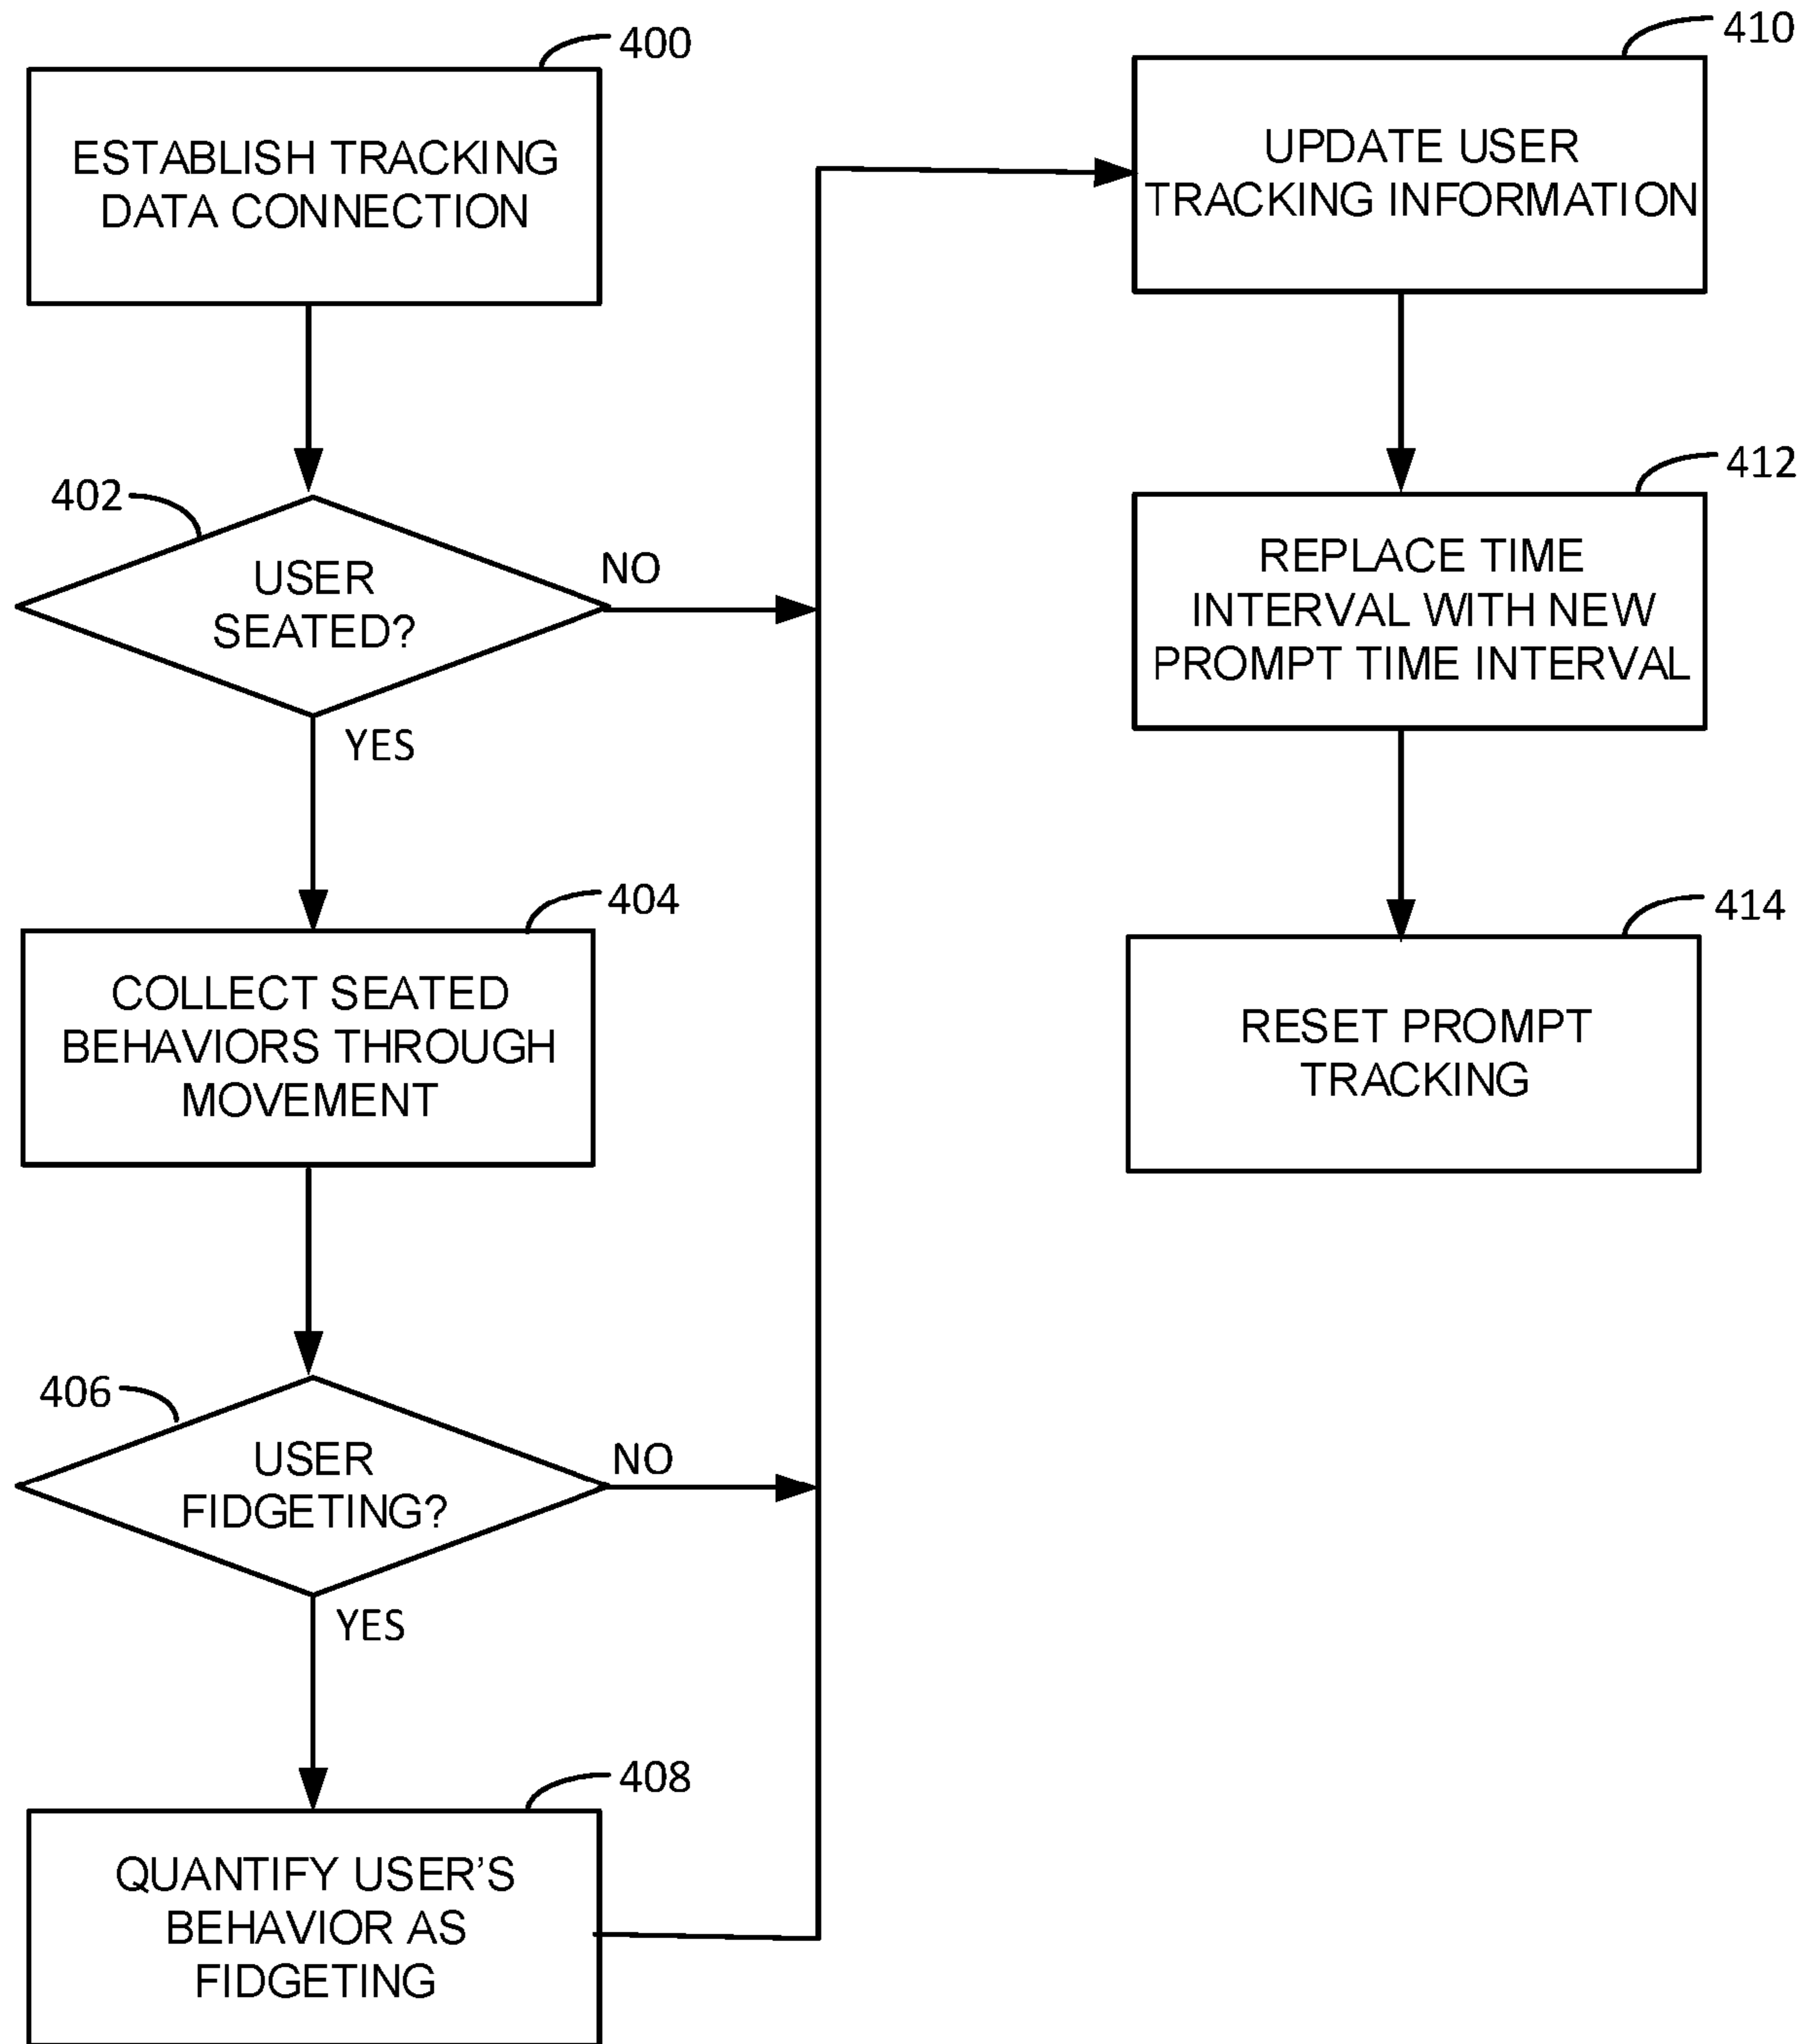 400
ESTABLISH TRACKING
DATA CONNECTION
402
USER
SEATED?
NO
YES
404
COLLECT SEATED
BEHAVIORS THROUGH
MOVEMENT
406
USER
FIDGETING?
NO
YES
408
QUANTIFY USER’S
BEHAVIOR AS
FIDGETING
410
UPDATE USER
TRACKING INFORMATION
412
REPLACE TIME
INTERVAL WITH NEW
PROMPT TIME INTERVAL
414
RESET PROMPT
TRACKING